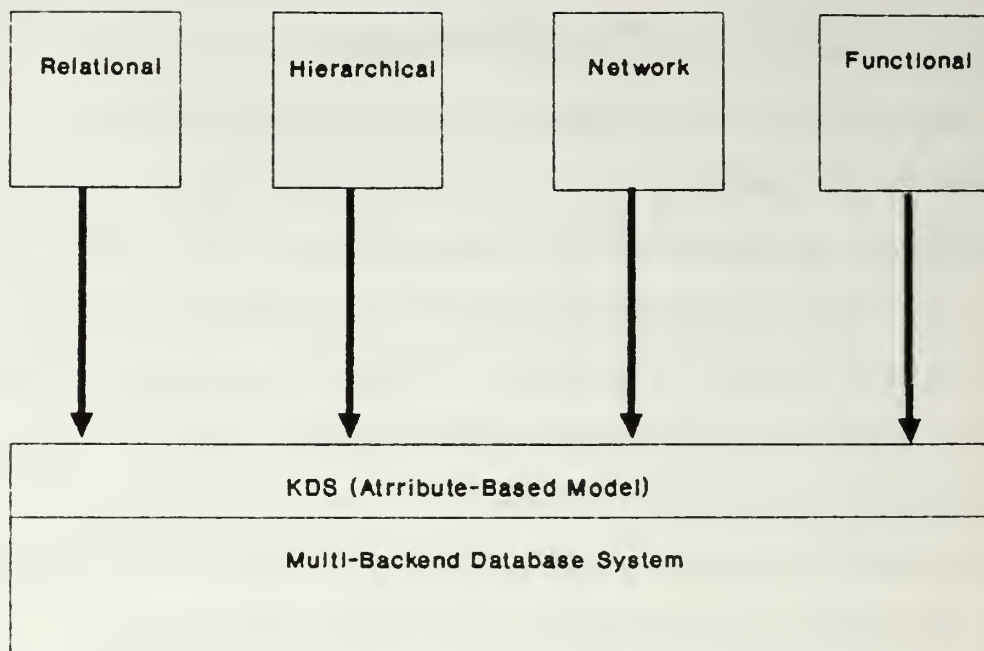 Relational
Hierarchical
Network
Functional
KDS (Atrribute-Based Model)
Multi-Backend Database System